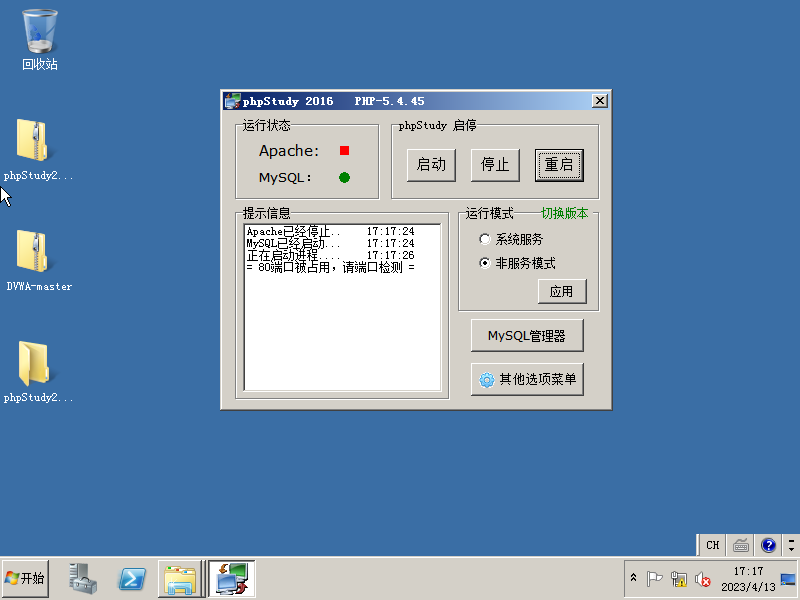 回收站
phpStudy2...
DVWA-master
phpStudy2...
phpStudy 2016 PHP-5.4.45
运行状态
Apache:
MySQL:
phpStudy 启停
启动
停止
重启
提示信息
Apache已经停止.. 17:17:24
MySQL已经启动... 17:17:24
正在启动进程.... 17:17:26
= 80端口被占用，请端口检测 =
运行模式
切换版本
系统服务
非服务模式
应用
MySQL管理器
其他选项菜单
CH
开始
17:17
2023/4/13